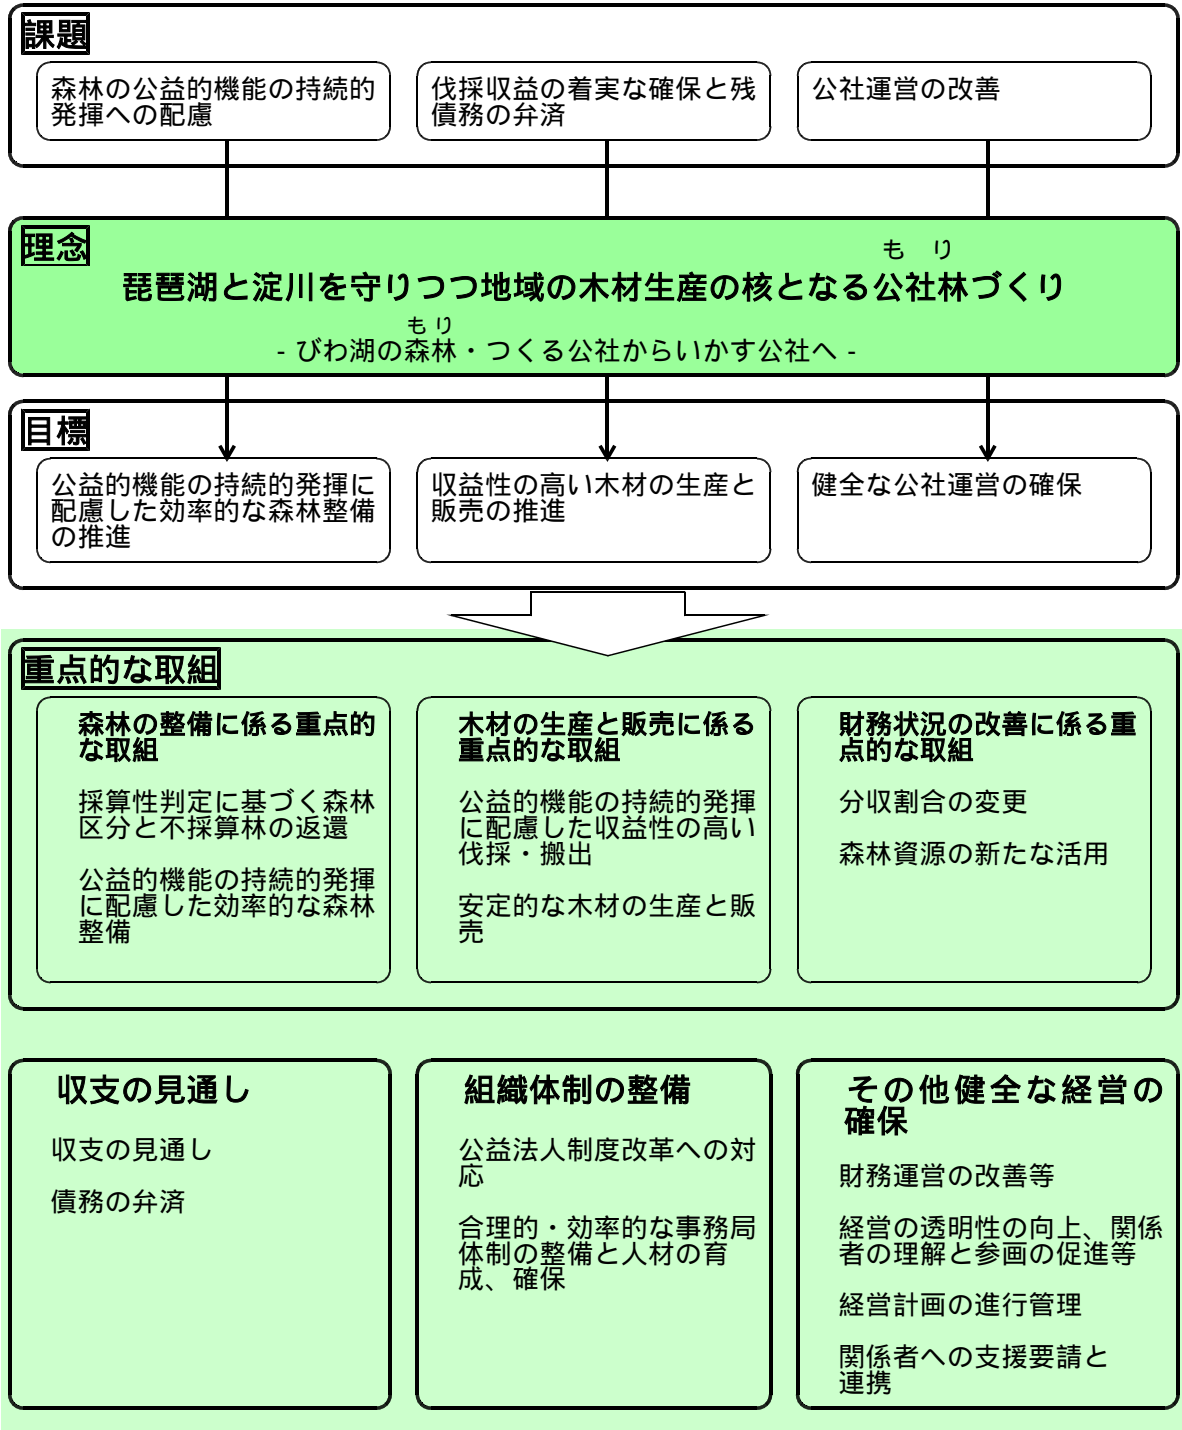 課題
森林の公益的機能の持続的
発揮への配慮
伐採収益の着実な確保と残
債務の弁済
公社運営の改善
理念
もり
琵琶湖と淀川を守りつつ地域の木材生産の核となる公社林づくり
もり
- びわ湖の森林・つくる公社からいかす公社へ -
目標
公益的機能の持続的発揮に
配慮した効率的な森林整備
の推進
収益性の高い木材の生産と
販売の推進
健全な公社運営の確保
重点的な取組
森林の整備に係る重点的
な取組
採算性判定に基づく森林
区分と不採算林の返還
公益的機能の持続的発揮
に配慮した効率的な森林
整備
木材の生産と販売に係る
重点的な取組
公益的機能の持続的発揮
に配慮した収益性の高い
伐採・搬出
安定的な木材の生産と販
売
財務状況の改善に係る重
点的な取組
分収割合の変更
森林資源の新たな活用
収支の見通し
収支の見通し
債務の弁済
組織体制の整備
公益法人制度改革への対
応
合理的・効率的な事務局
体制の整備と人材の育
成、確保
その他健全な経営の
確保
財務運営の改善等
経営の透明性の向上、関係
者の理解と参画の促進等
経営計画の進行管理
関係者への支援要請と
連携